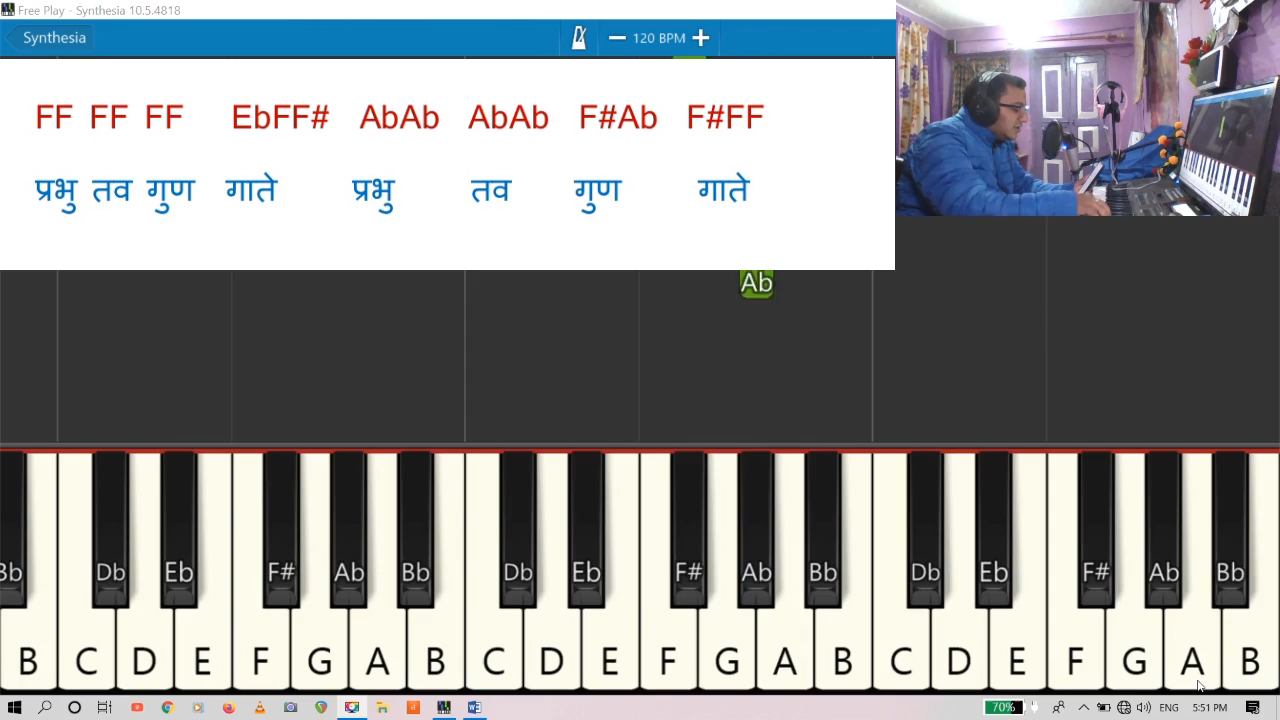 Free Play - Synthesia 10.5.4818
Synthesia
120 BPM
FF FF FF EbFF# AbAb AbAb F#Ab F#FF
प्रभु तव गुण गाते प्रभु तव गुण गाते
Ab
Bb Db Eb F# Ab Bb Db Eb F# Ab Bb Db Eb F# Ab Bb
B C D E F G A B C D E F G A B C D E F G A B
70% ENG 5:51 PM